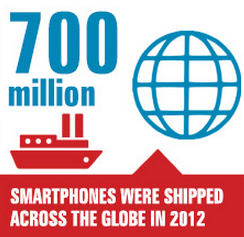 700
million
SMARTPHONES WERE SHIPPED
ACROSS THE GLOBE IN 2012